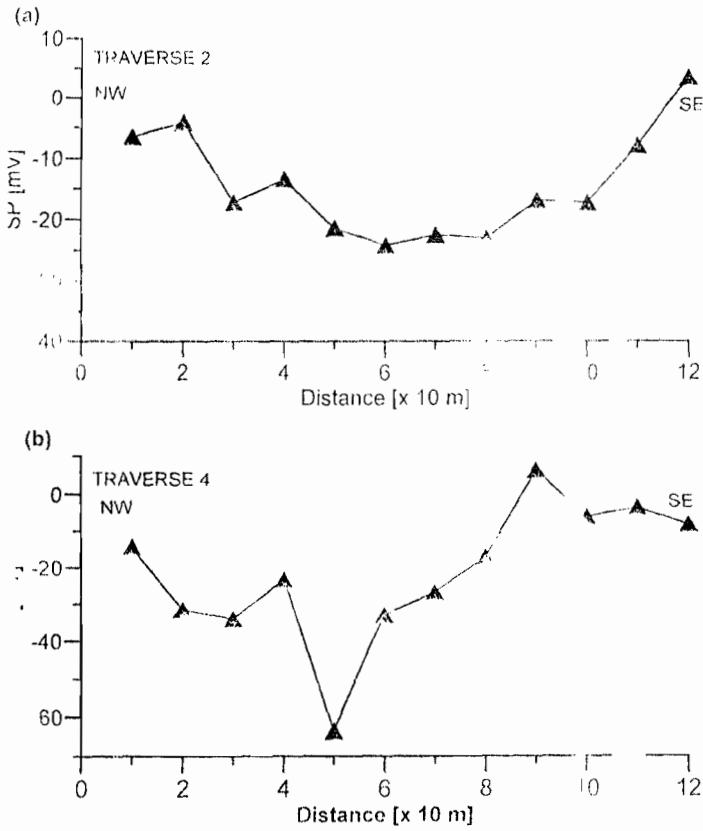 (a)
10
TRAVERSE 2
NW
0
SE
-10
SP [mV]
-20
40
0 2 4 6 0 12
Distance [x 10 m]
(b)
TRAVERSE 4
NW
SE
0
-20
-40
60
0 2 4 6 8 10 12
Distance [x 10 m]